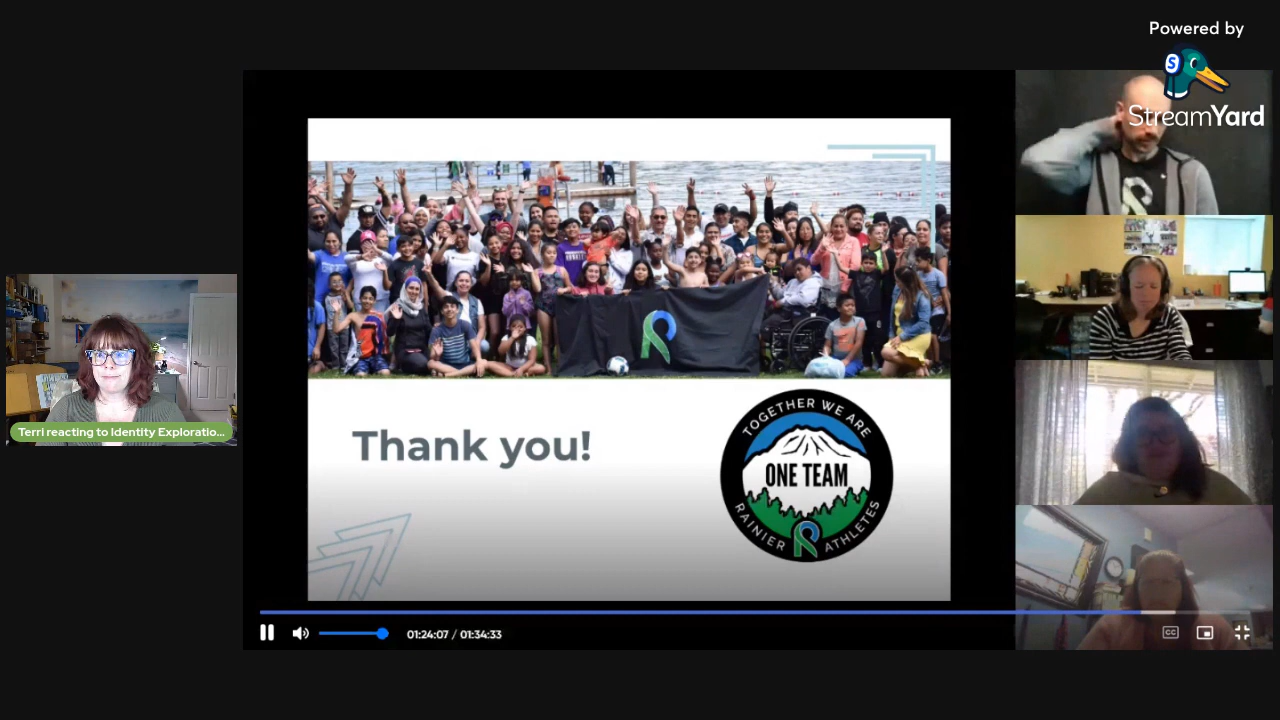 Powered by
StreamYard
Thank you!
TOGETHER WE ARE
ONE TEAM
RAINIER ATHLETES
Terri reacting to Identity Exploratio...
01:24:07 / 01:34:33
CC